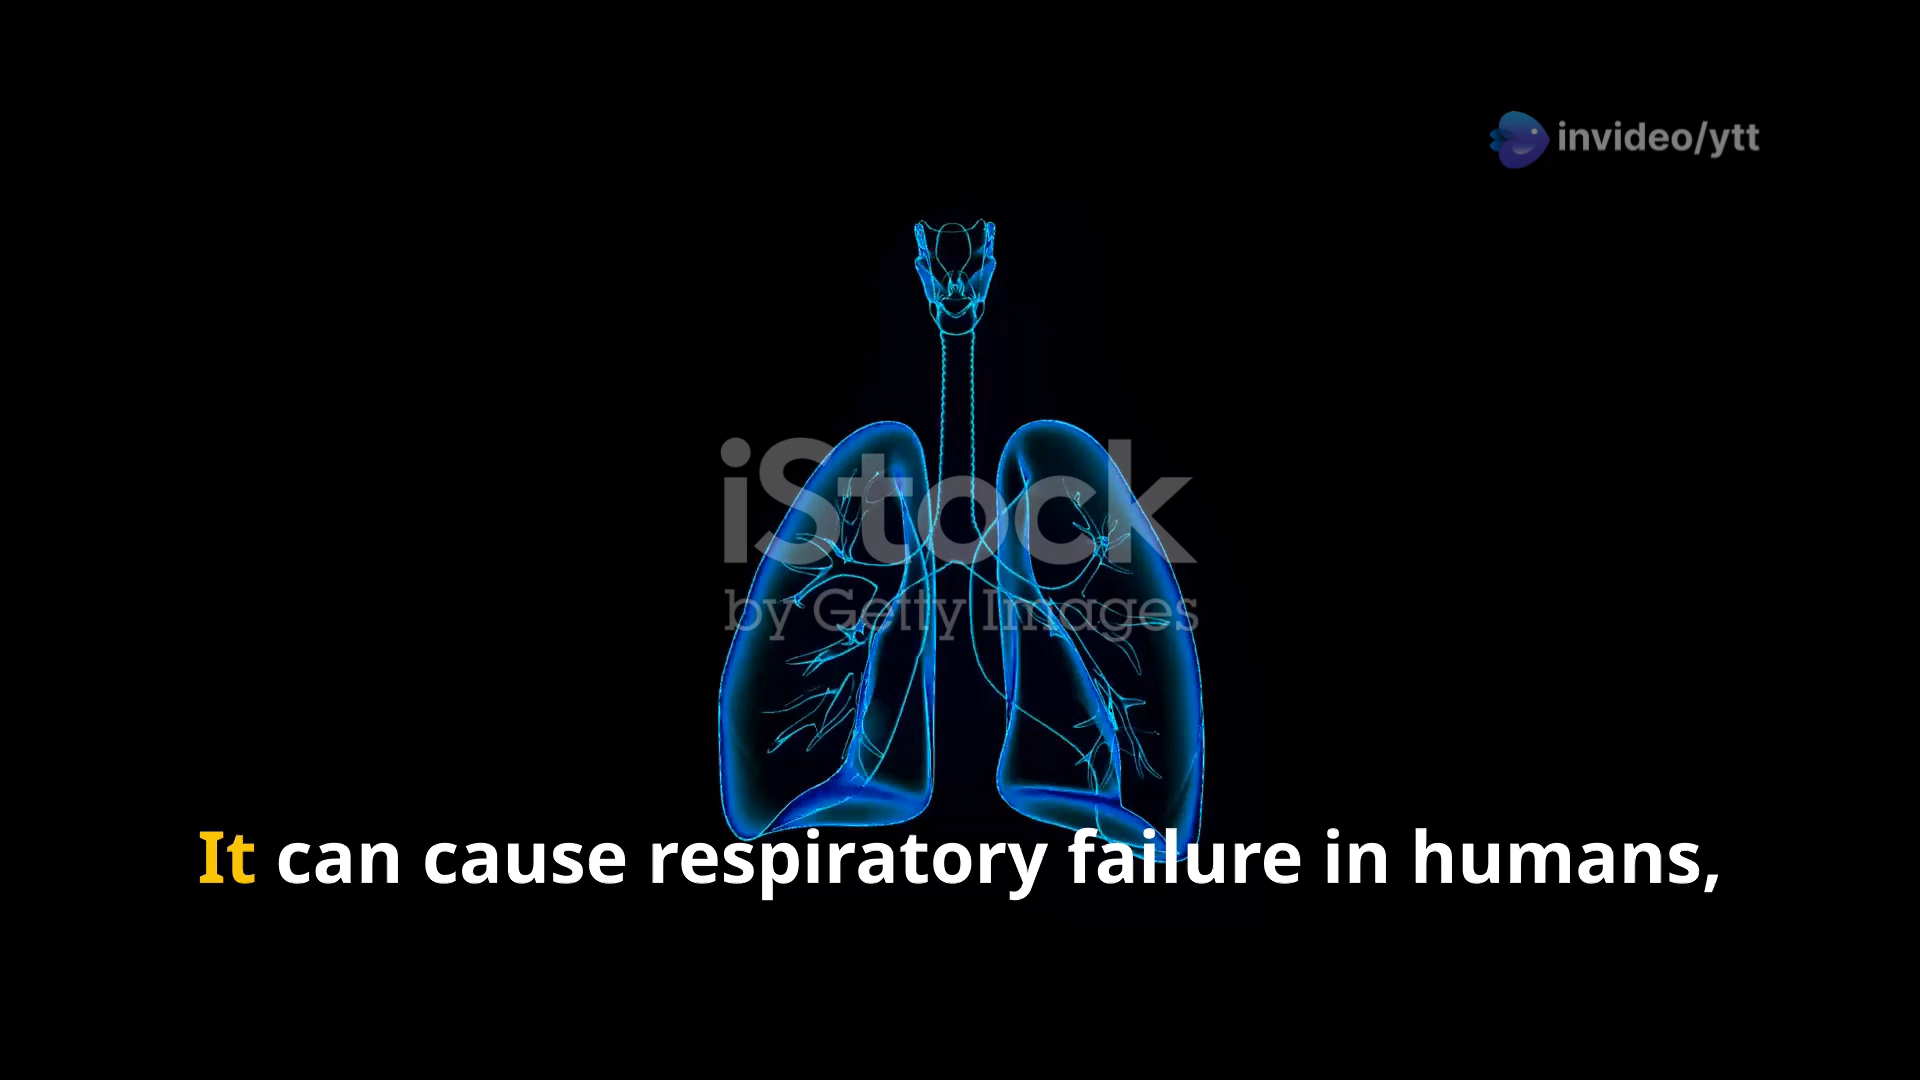 invideo/ytt
iStock
by Getty Images
It can cause respiratory failure in humans,